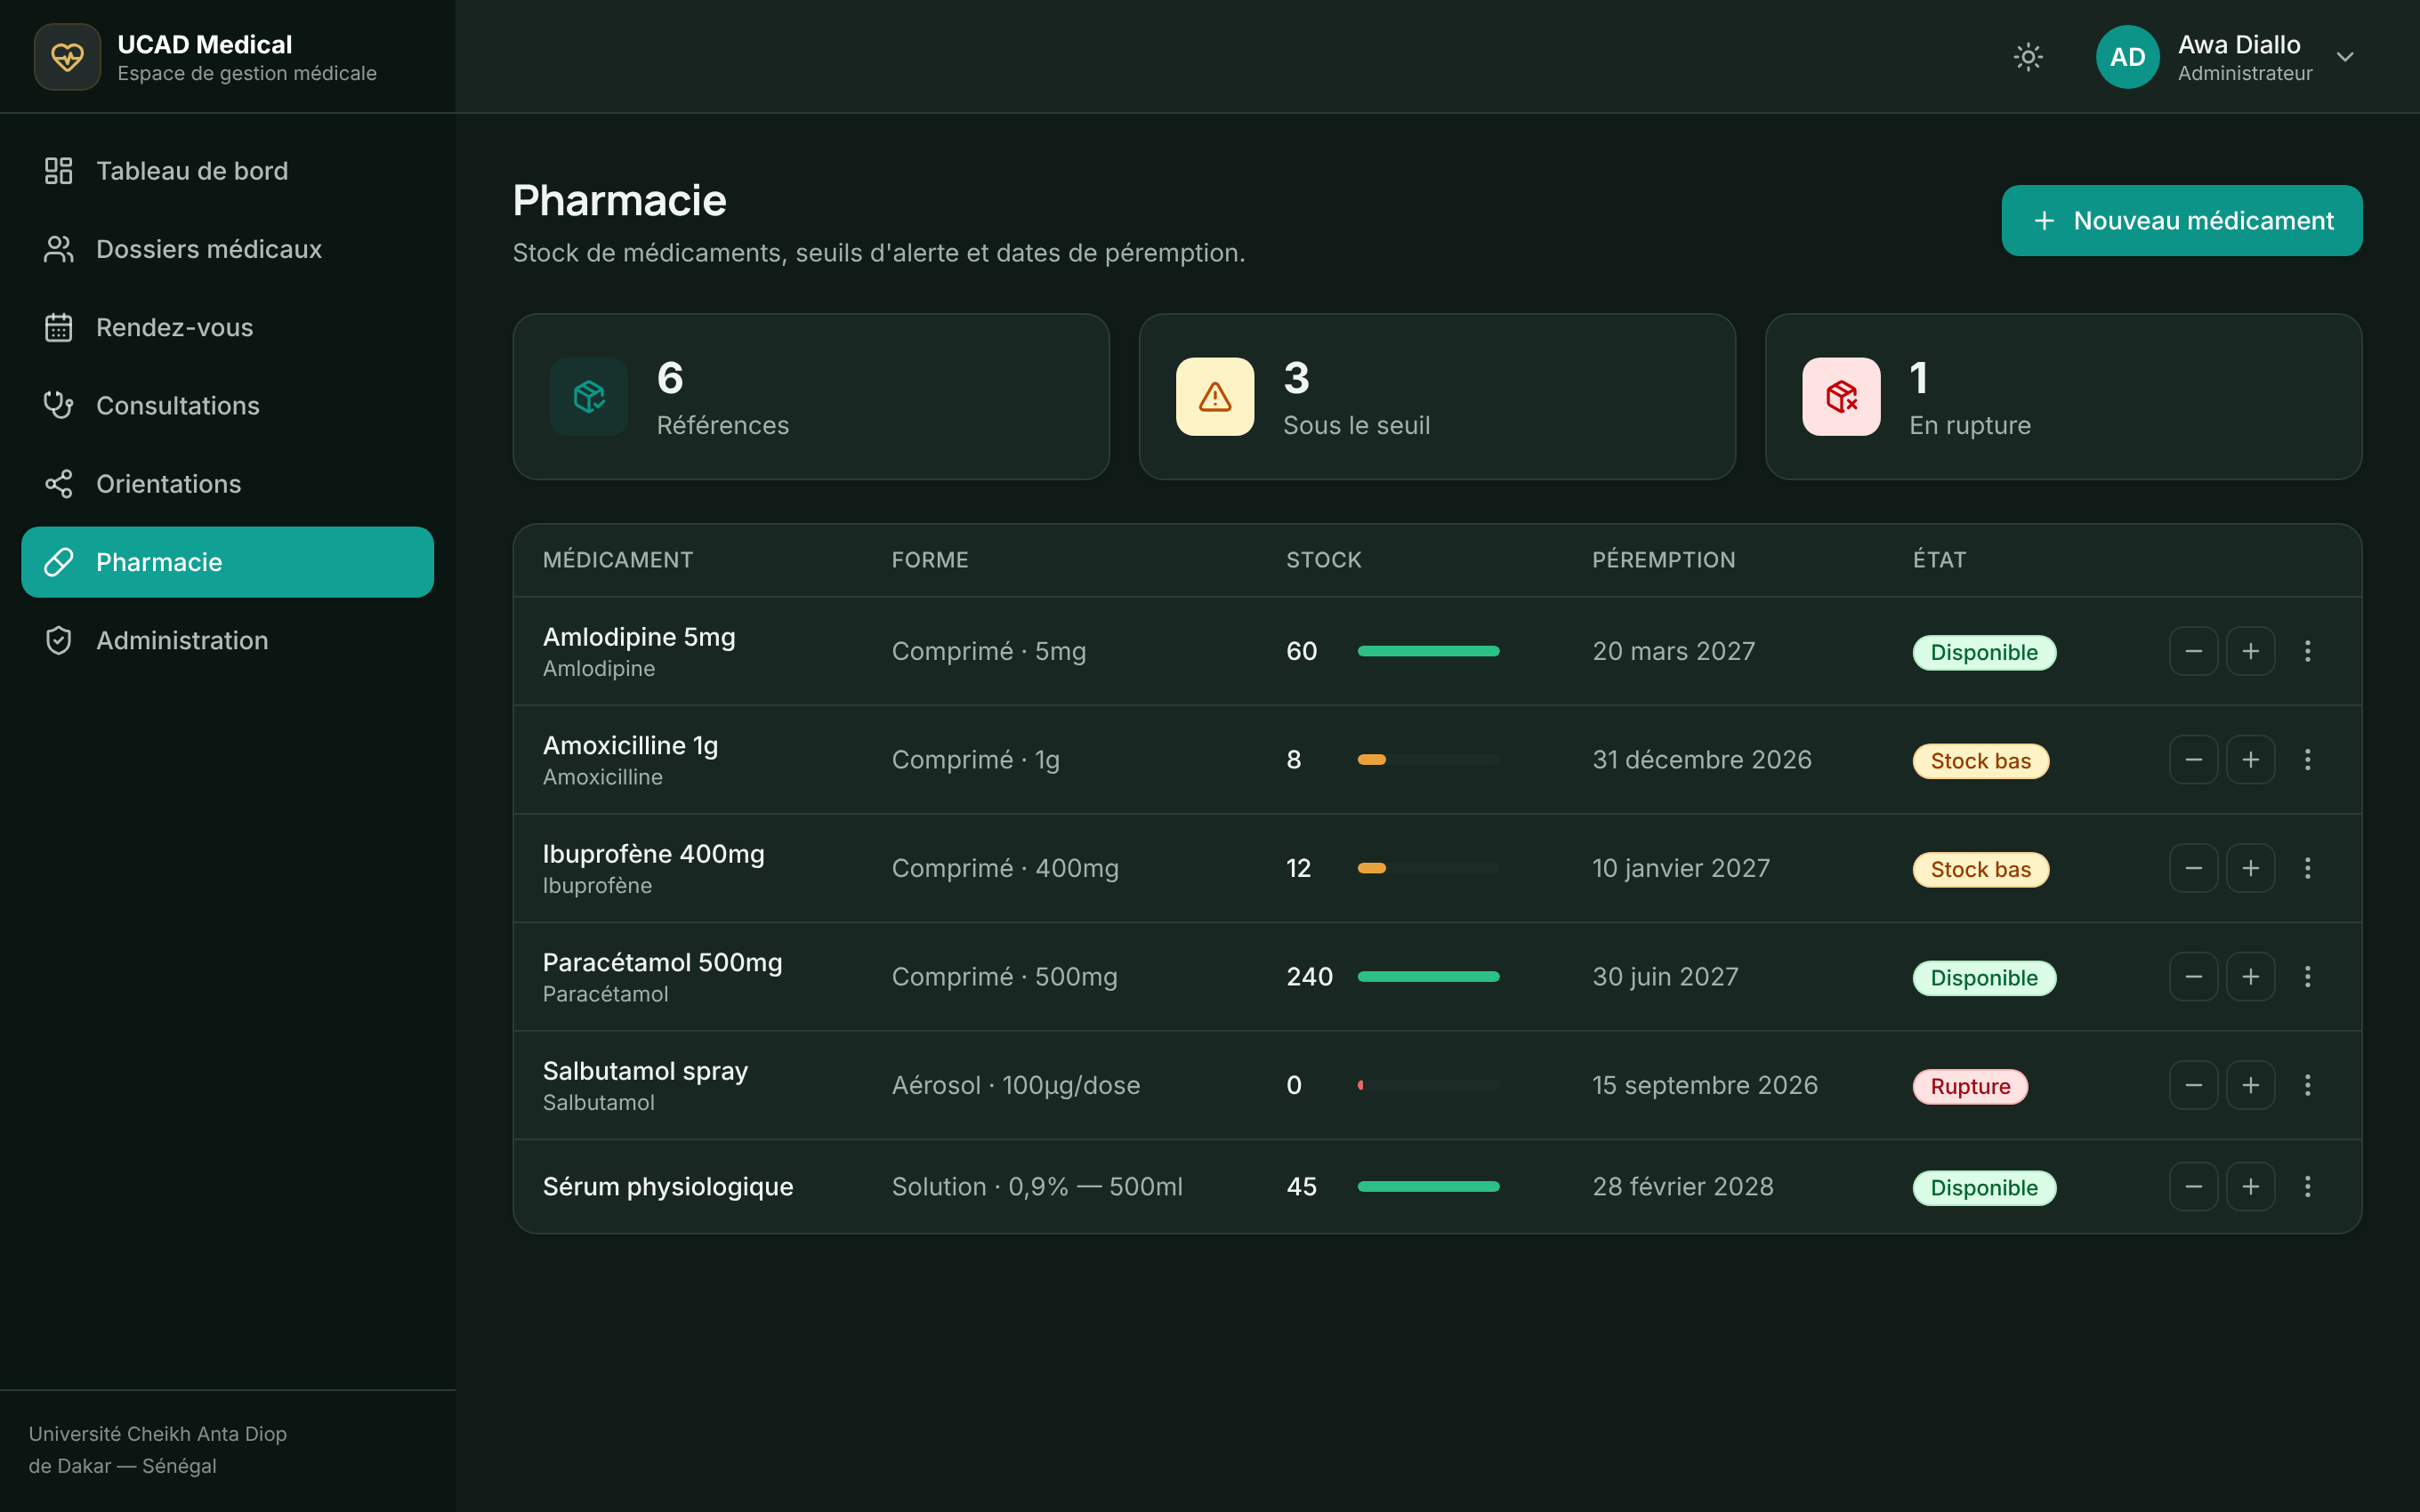 UCAD Medical
Espace de gestion médicale
AD
Awa Diallo
Administrateur
Tableau de bord
Dossiers médicaux
Rendez-vous
Consultations
Orientations
Pharmacie
Administration
Université Cheikh Anta Diop
de Dakar — Sénégal
Pharmacie
Stock de médicaments, seuils d'alerte et dates de péremption.
Nouveau médicament
6
Références
3
Sous le seuil
1
En rupture
MÉDICAMENT FORME STOCK PÉREMPTION ÉTAT
Amlodipine 5mg
Amlodipine
Comprimé · 5mg 60 20 mars 2027 Disponible
Amoxicilline 1g
Amoxicilline
Comprimé · 1g 8 31 décembre 2026 Stock bas
Ibuprofène 400mg
Ibuprofène
Comprimé · 400mg 12 10 janvier 2027 Stock bas
Paracétamol 500mg
Paracétamol
Comprimé · 500mg 240 30 juin 2027 Disponible
Salbutamol spray
Salbutamol
Aérosol · 100µg/dose 0 15 septembre 2026 Rupture
Sérum physiologique Solution · 0,9% — 500ml 45 28 février 2028 Disponible